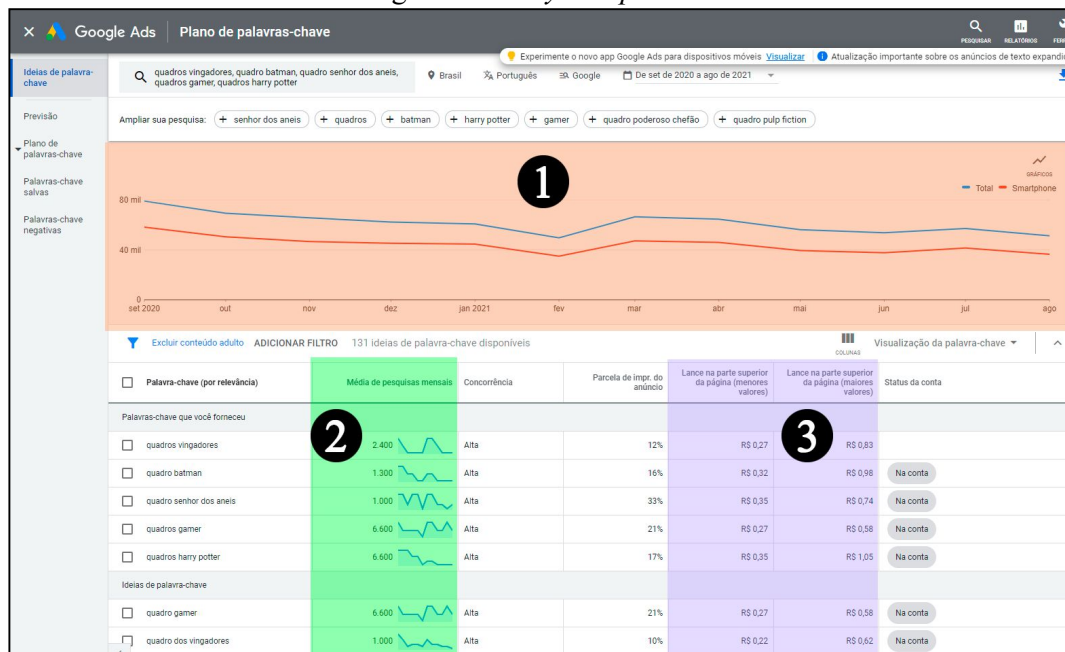 Google Ads Plano de palavras-chave
PESQUISAR RELATÓRIOS
Experimente o novo app Google Ads para dispositivos móveis Visualizar Atualização importante sobre os anúncios de texto
Ideias de palavra-chave
Previsão
Plano de palavras-chave
Palavras-chave salvas
Palavras-chave negativas
quadros vingadores, quadro batman, quadro senhor dos aneis,
quadros gamer, quadros harry potter
Brasil Português Google De set de 2020 a ago de 2021
Ampliar sua pesquisa: + senhor dos aneis + quadros + batman + harry potter + gamer + quadro poderoso chefão + quadro pulp fiction
1
GRÁFICOS
Total Smartphone
80 mil
40 mil
0
set 2020 out nov dez jan 2021 fev mar abr mai jun jul ago
Excluir conteúdo adulto ADICIONAR FILTRO 131 ideias de palavra-chave disponíveis
COLUNAS
Visualização da palavra-chave
Palavra-chave (por relevância) Média de pesquisas mensais Concorrência Parcela de impr. do anúncio Lance na parte superior da página (menores valores) Lance na parte superior da página (maiores valores) Status da conta
Palavras-chave que você forneceu
2
3
quadros vingadores 2.400 Alta 12% R$ 0,27 R$ 0,83
quadro batman 1.300 Alta 16% R$ 0,32 R$ 0,98 Na conta
quadro senhor dos aneis 1.000 Alta 33% R$ 0,35 R$ 0,74 Na conta
quadros gamer 6.600 Alta 21% R$ 0,27 R$ 0,58 Na conta
quadros harry potter 6.600 Alta 17% R$ 0,35 R$ 1,05 Na conta
Ideias de palavra-chave
quadro gamer 6.600 Alta 21% R$ 0,27 R$ 0,58 Na conta
quadro dos vingadores 1.000 Alta 10% R$ 0,22 R$ 0,62 Na conta